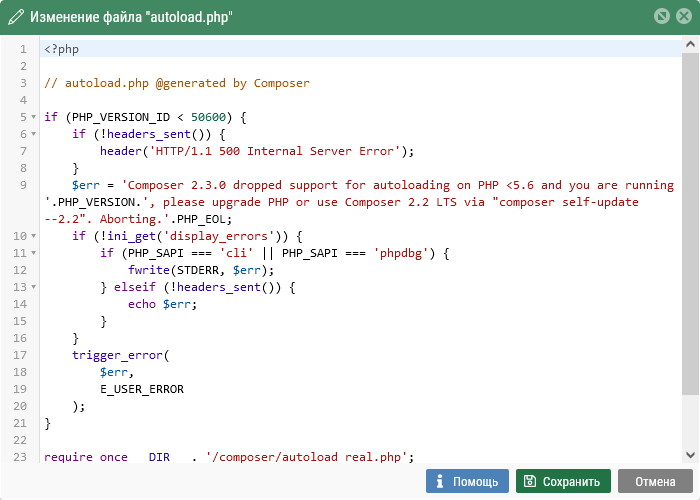 Изменение файла "autoload.php"
1 <?php
2
3 // autoload.php @generated by Composer
4
5 if (PHP_VERSION_ID < 50600) {
6     if (!headers_sent()) {
7         header('HTTP/1.1 500 Internal Server Error');
8     }
9     $err = 'Composer 2.3.0 dropped support for autoloading on PHP <5.6 and you are running
'.PHP_VERSION.', please upgrade PHP or use Composer 2.2 LTS via "composer self-update
--2.2". Aborting.'.PHP_EOL;
10     if (!ini_get('display_errors')) {
11         if (PHP_SAPI === 'cli' || PHP_SAPI === 'phpdbg') {
12             fwrite(STDERR, $err);
13         } elseif (!headers_sent()) {
14             echo $err;
15         }
16     }
17     trigger_error(
18         $err,
19         E_USER_ERROR
20     );
21 }
22
23 require_once __DIR__ . '/composer/autoload_real.php';
Помощь
Сохранить
Отмена